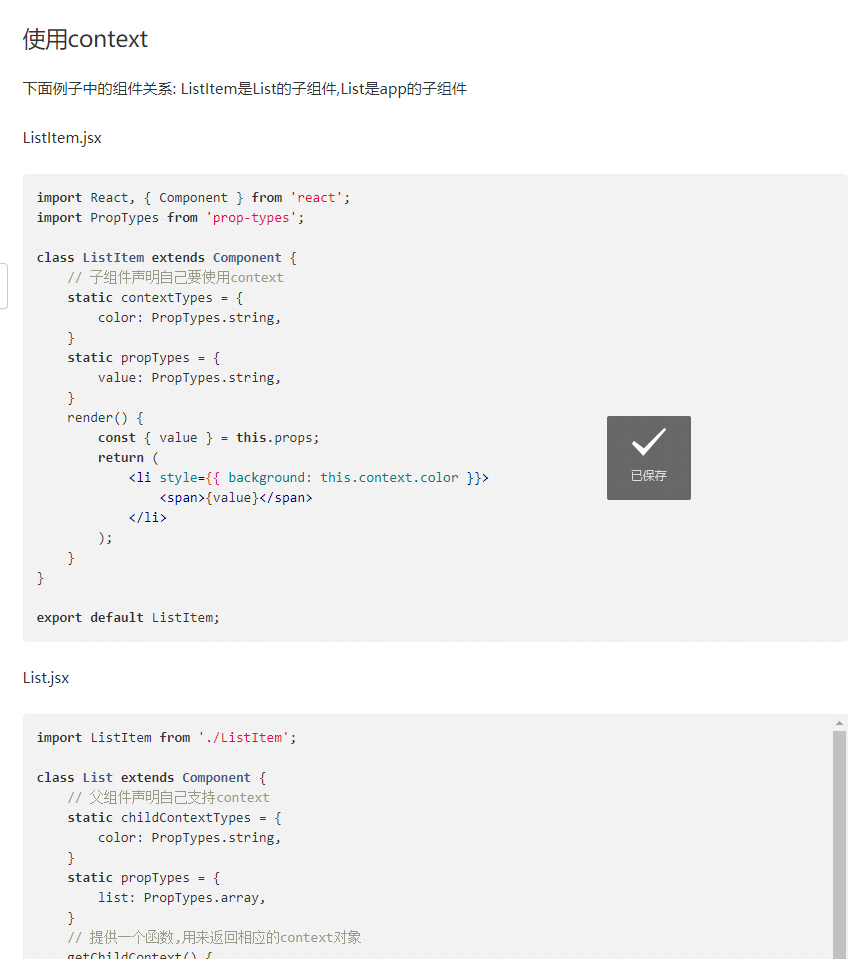 使用context
下面例子中的组件关系: ListItem是List的子组件,List是app的子组件
ListItem.jsx
import React, { Component } from 'react';
import PropTypes from 'prop-types';
class ListItem extends Component {
// 子组件声明自己要使用context
static contextTypes = {
color: PropTypes.string,
}
static propTypes = {
value: PropTypes.string,
}
render() {
const { value } = this.props;
return (
<li style={{ background: this.context.color }}>
<span>{value}</span>
</li>
);
}
}
export default ListItem;
已保存
List.jsx
import ListItem from './ListItem';
class List extends Component {
// 父组件声明自己支持context
static childContextTypes = {
color: PropTypes.string,
}
static propTypes = {
list: PropTypes.array,
}
// 提供一个函数,用来返回相应的context对象
getChildContext() {